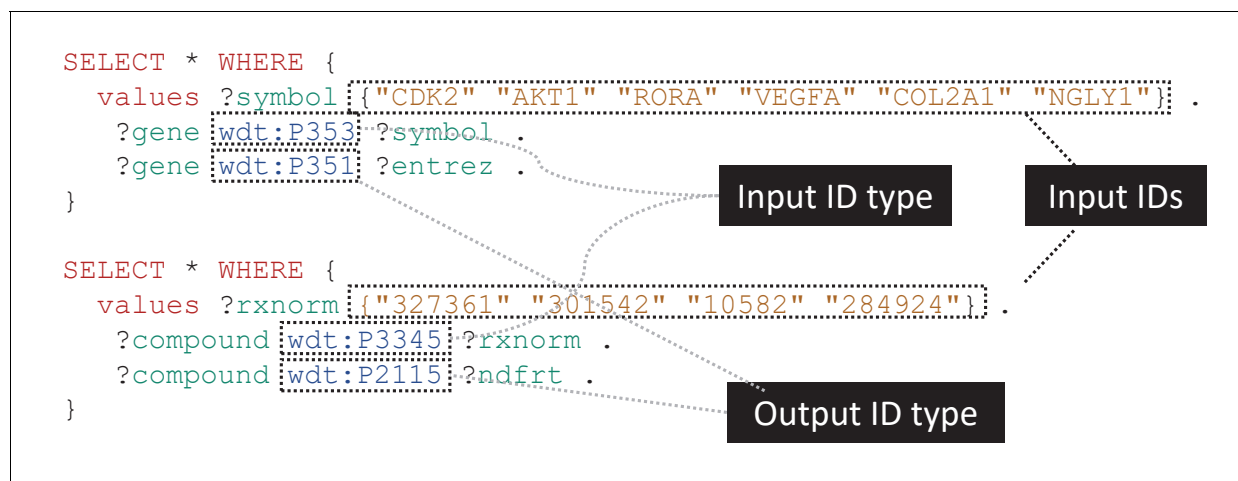 SELECT * WHERE {
values ?symbol {"CDK2" "AKT1" "RORA" "VEGFA" "COL2A1" "NGLY1"} .
?gene wdt:P353 ?symbol .
?gene wdt:P351 ?entrez .
}
Input ID type
Input IDs
SELECT * WHERE {
values ?rxnorm {"327361" "301542" "10582" "284924"} .
?compound wdt:P3345 ?rxnorm .
?compound wdt:P2115 ?ndfrt .
}
Output ID type